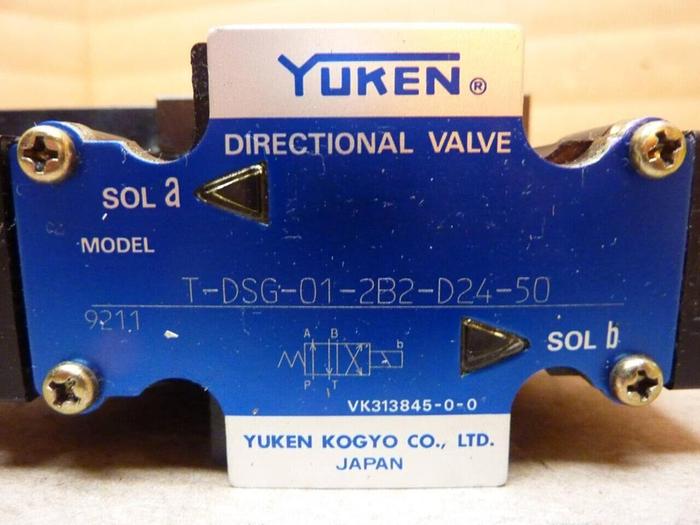 YUKEN®
DIRECTIONAL VALVE
SOL a
MODEL
T-DSG-01-2B2-D24-50
9211
A B
b
P T
SOL b
VK313845-0-0
YUKEN KOGYO CO., LTD.
JAPAN